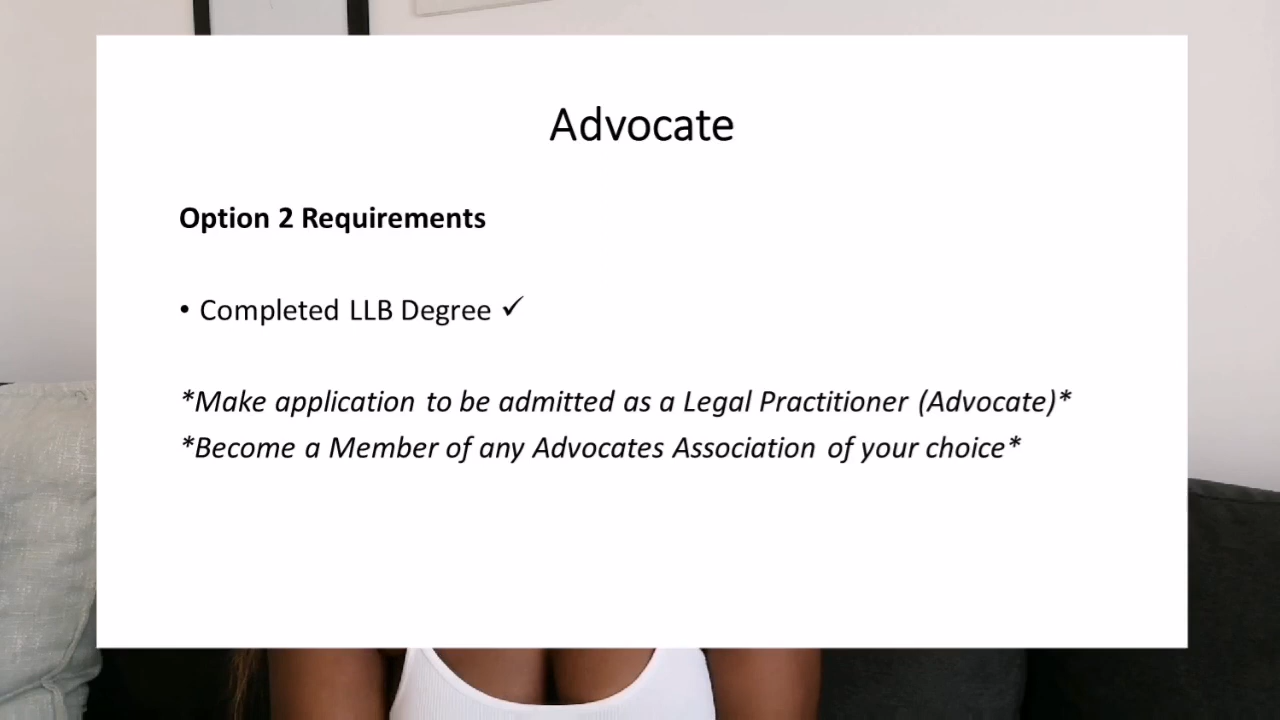 Advocate
Option 2 Requirements
• Completed LLB Degree ✓
*Make application to be admitted as a Legal Practitioner (Advocate)*
*Become a Member of any Advocates Association of your choice*